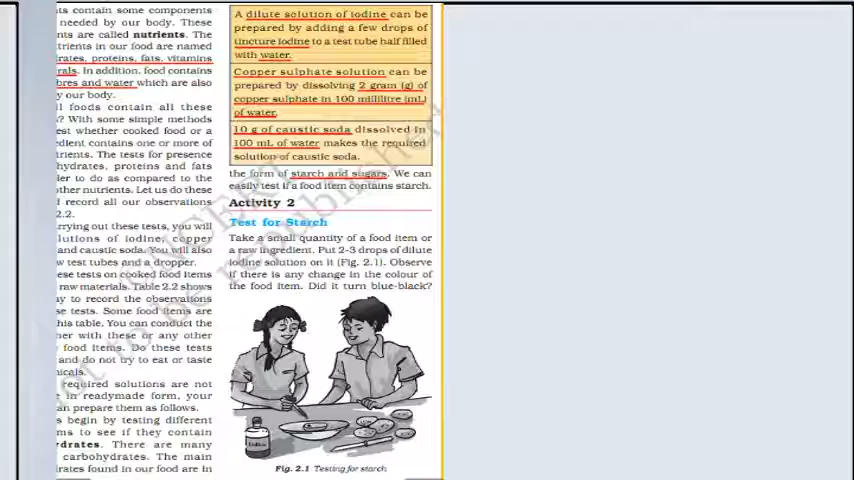 nts contain some components
needed by our body. These
nts are called nutrients. The
trients in our food are named
rates, proteins, fats, vitamins
rals. In addition, food contains
bres and water which are also
y our body.
l foods contain all these
? With some simple methods
est whether cooked food or a
edient contains one or more of
trients. The tests for presence
hydrates, proteins and fats
ler to do as compared to the
other nutrients. Let us do these
record all our observations
2.2.
rrying out these tests, you will
lutions of iodine, copper
and caustic soda. You will also
w test tubes and a dropper.
ese tests on cooked food items
raw materials. Table 2.2 shows
ay to record the observations
se tests. Some food items are
his table. You can conduct the
her with these or any other
food items. Do these tests
and do not try to eat or taste
nicals.
required solutions are not
e in readymade form, your
an prepare them as follows.
s begin by testing different
ms to see if they contain
ydrates. There are many
carbohydrates. The main
rates found in our food are in
A dilute solution of iodine can be
prepared by adding a few drops of
tincture iodine to a test tube half filled
with water.
Copper sulphate solution can be
prepared by dissolving 2 gram (g) of
copper sulphate in 100 millilitre (mL)
of water.
10 g of caustic soda dissolved in
100 mL of water makes the required
solution of caustic soda.
the form of starch and sugars. We can
easily test if a food item contains starch.
Activity 2
Test for Starch
Take a small quantity of a food item or
a raw ingredient. Put 2-3 drops of dilute
iodine solution on it (Fig. 2.1). Observe
if there is any change in the colour of
the food item. Did it turn blue-black?
Iodine
Fig. 2.1 Testing for starch
© NCERT
not to be republished